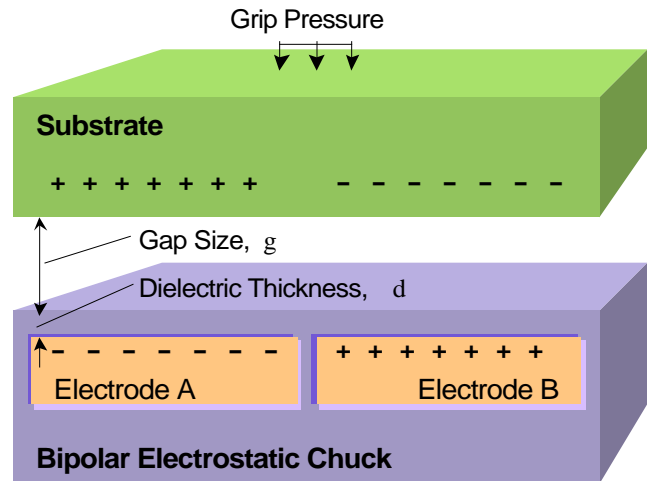 Grip Pressure
Substrate
+ + + + + + +    - - - - - - -
Gap Size, g
Dielectric Thickness, d
- - - - - - -    + + + + + + +
Electrode A    Electrode B
Bipolar Electrostatic Chuck